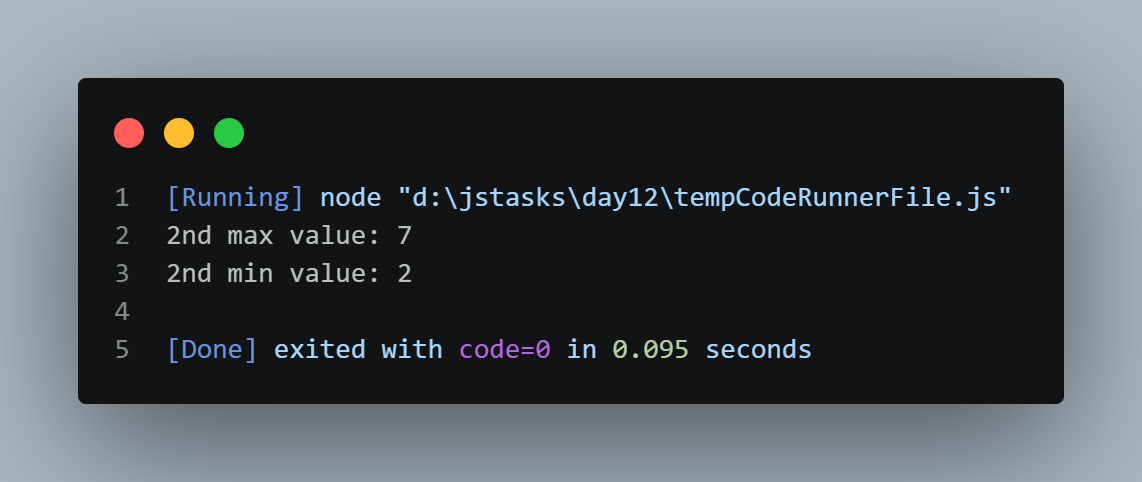 1 [Running] node "d:\jstasks\day12\tempCodeRunnerFile.js"
2 2nd max value: 7
3 2nd min value: 2
4
5 [Done] exited with code=0 in 0.095 seconds